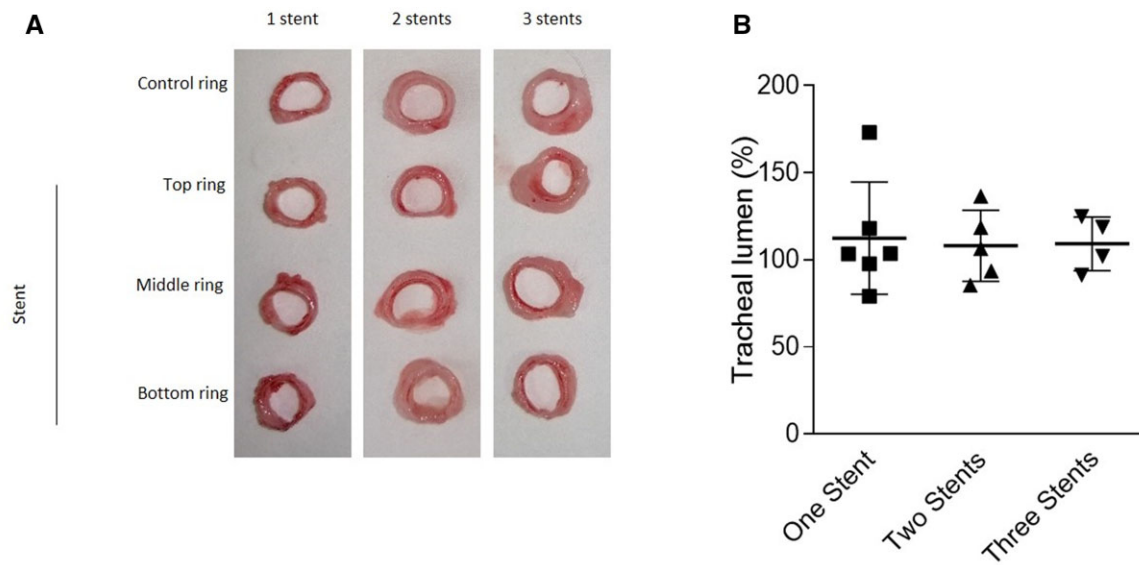 A
1 stent 2 stents 3 stents
Control ring
Top ring
Middle ring
Bottom ring
Stent
B
Tracheal lumen (%)
200
150
100
50
0
One Stent
Two Stents
Three Stents